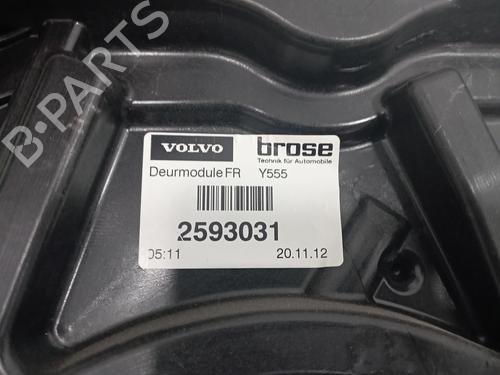 VOLVO
brose
Technik für Automobile
Deurmodule FR Y555
2593031
05:11 20.11.12
B-PARTS